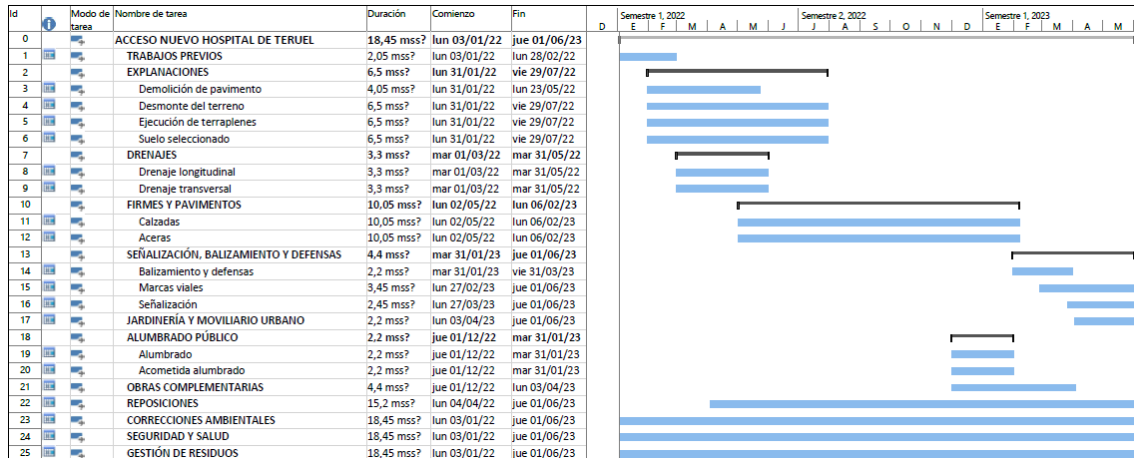 Id Modo de tarea Nombre de tarea Duración Comienzo Fin
Semestre 1, 2022 Semestre 2, 2022 Semestre 1, 2023
D E F M A M J J A S O N D E F M A M
0 ACCESO NUEVO HOSPITAL DE TERUEL 18,45 mss? lun 03/01/22 jue 01/06/23
1 TRABAJOS PREVIOS 2,05 mss? lun 03/01/22 lun 28/02/22
2 EXPLANACIONES 6,5 mss? lun 31/01/22 vie 29/07/22
3 Demolición de pavimento 4,05 mss? lun 31/01/22 lun 23/05/22
4 Desmonte del terreno 6,5 mss? lun 31/01/22 vie 29/07/22
5 Ejecución de terraplenes 6,5 mss? lun 31/01/22 vie 29/07/22
6 Suelo seleccionado 6,5 mss? lun 31/01/22 vie 29/07/22
7 DRENAJES 3,3 mss? mar 01/03/22 mar 31/05/22
8 Drenaje longitudinal 3,3 mss? mar 01/03/22 mar 31/05/22
9 Drenaje transversal 3,3 mss? mar 01/03/22 mar 31/05/22
10 FIRMES Y PAVIMENTOS 10,05 mss? lun 02/05/22 lun 06/02/23
11 Calzadas 10,05 mss? lun 02/05/22 lun 06/02/23
12 Aceras 10,05 mss? lun 02/05/22 lun 06/02/23
13 SEÑALIZACIÓN, BALIZAMIENTO Y DEFENSAS 4,4 mss? mar 31/01/23 jue 01/06/23
14 Balizamiento y defensas 2,2 mss? mar 31/01/23 vie 31/03/23
15 Marcas viales 3,45 mss? lun 27/02/23 jue 01/06/23
16 Señalización 2,45 mss? lun 27/03/23 jue 01/06/23
17 JARDINERÍA Y MOVILIARIO URBANO 2,2 mss? lun 03/04/23 jue 01/06/23
18 ALUMBRADO PÚBLICO 2,2 mss? jue 01/12/22 mar 31/01/23
19 Alumbrado 2,2 mss? jue 01/12/22 mar 31/01/23
20 Acometida alumbrado 2,2 mss? jue 01/12/22 mar 31/01/23
21 OBRAS COMPLEMENTARIAS 4,4 mss? jue 01/12/22 lun 03/04/23
22 REPOSICIONES 15,2 mss? lun 04/04/22 jue 01/06/23
23 CORRECCIONES AMBIENTALES 18,45 mss? lun 03/01/22 jue 01/06/23
24 SEGURIDAD Y SALUD 18,45 mss? lun 03/01/22 jue 01/06/23
25 GESTIÓN DE RESIDUOS 18,45 mss? lun 03/01/22 jue 01/06/23